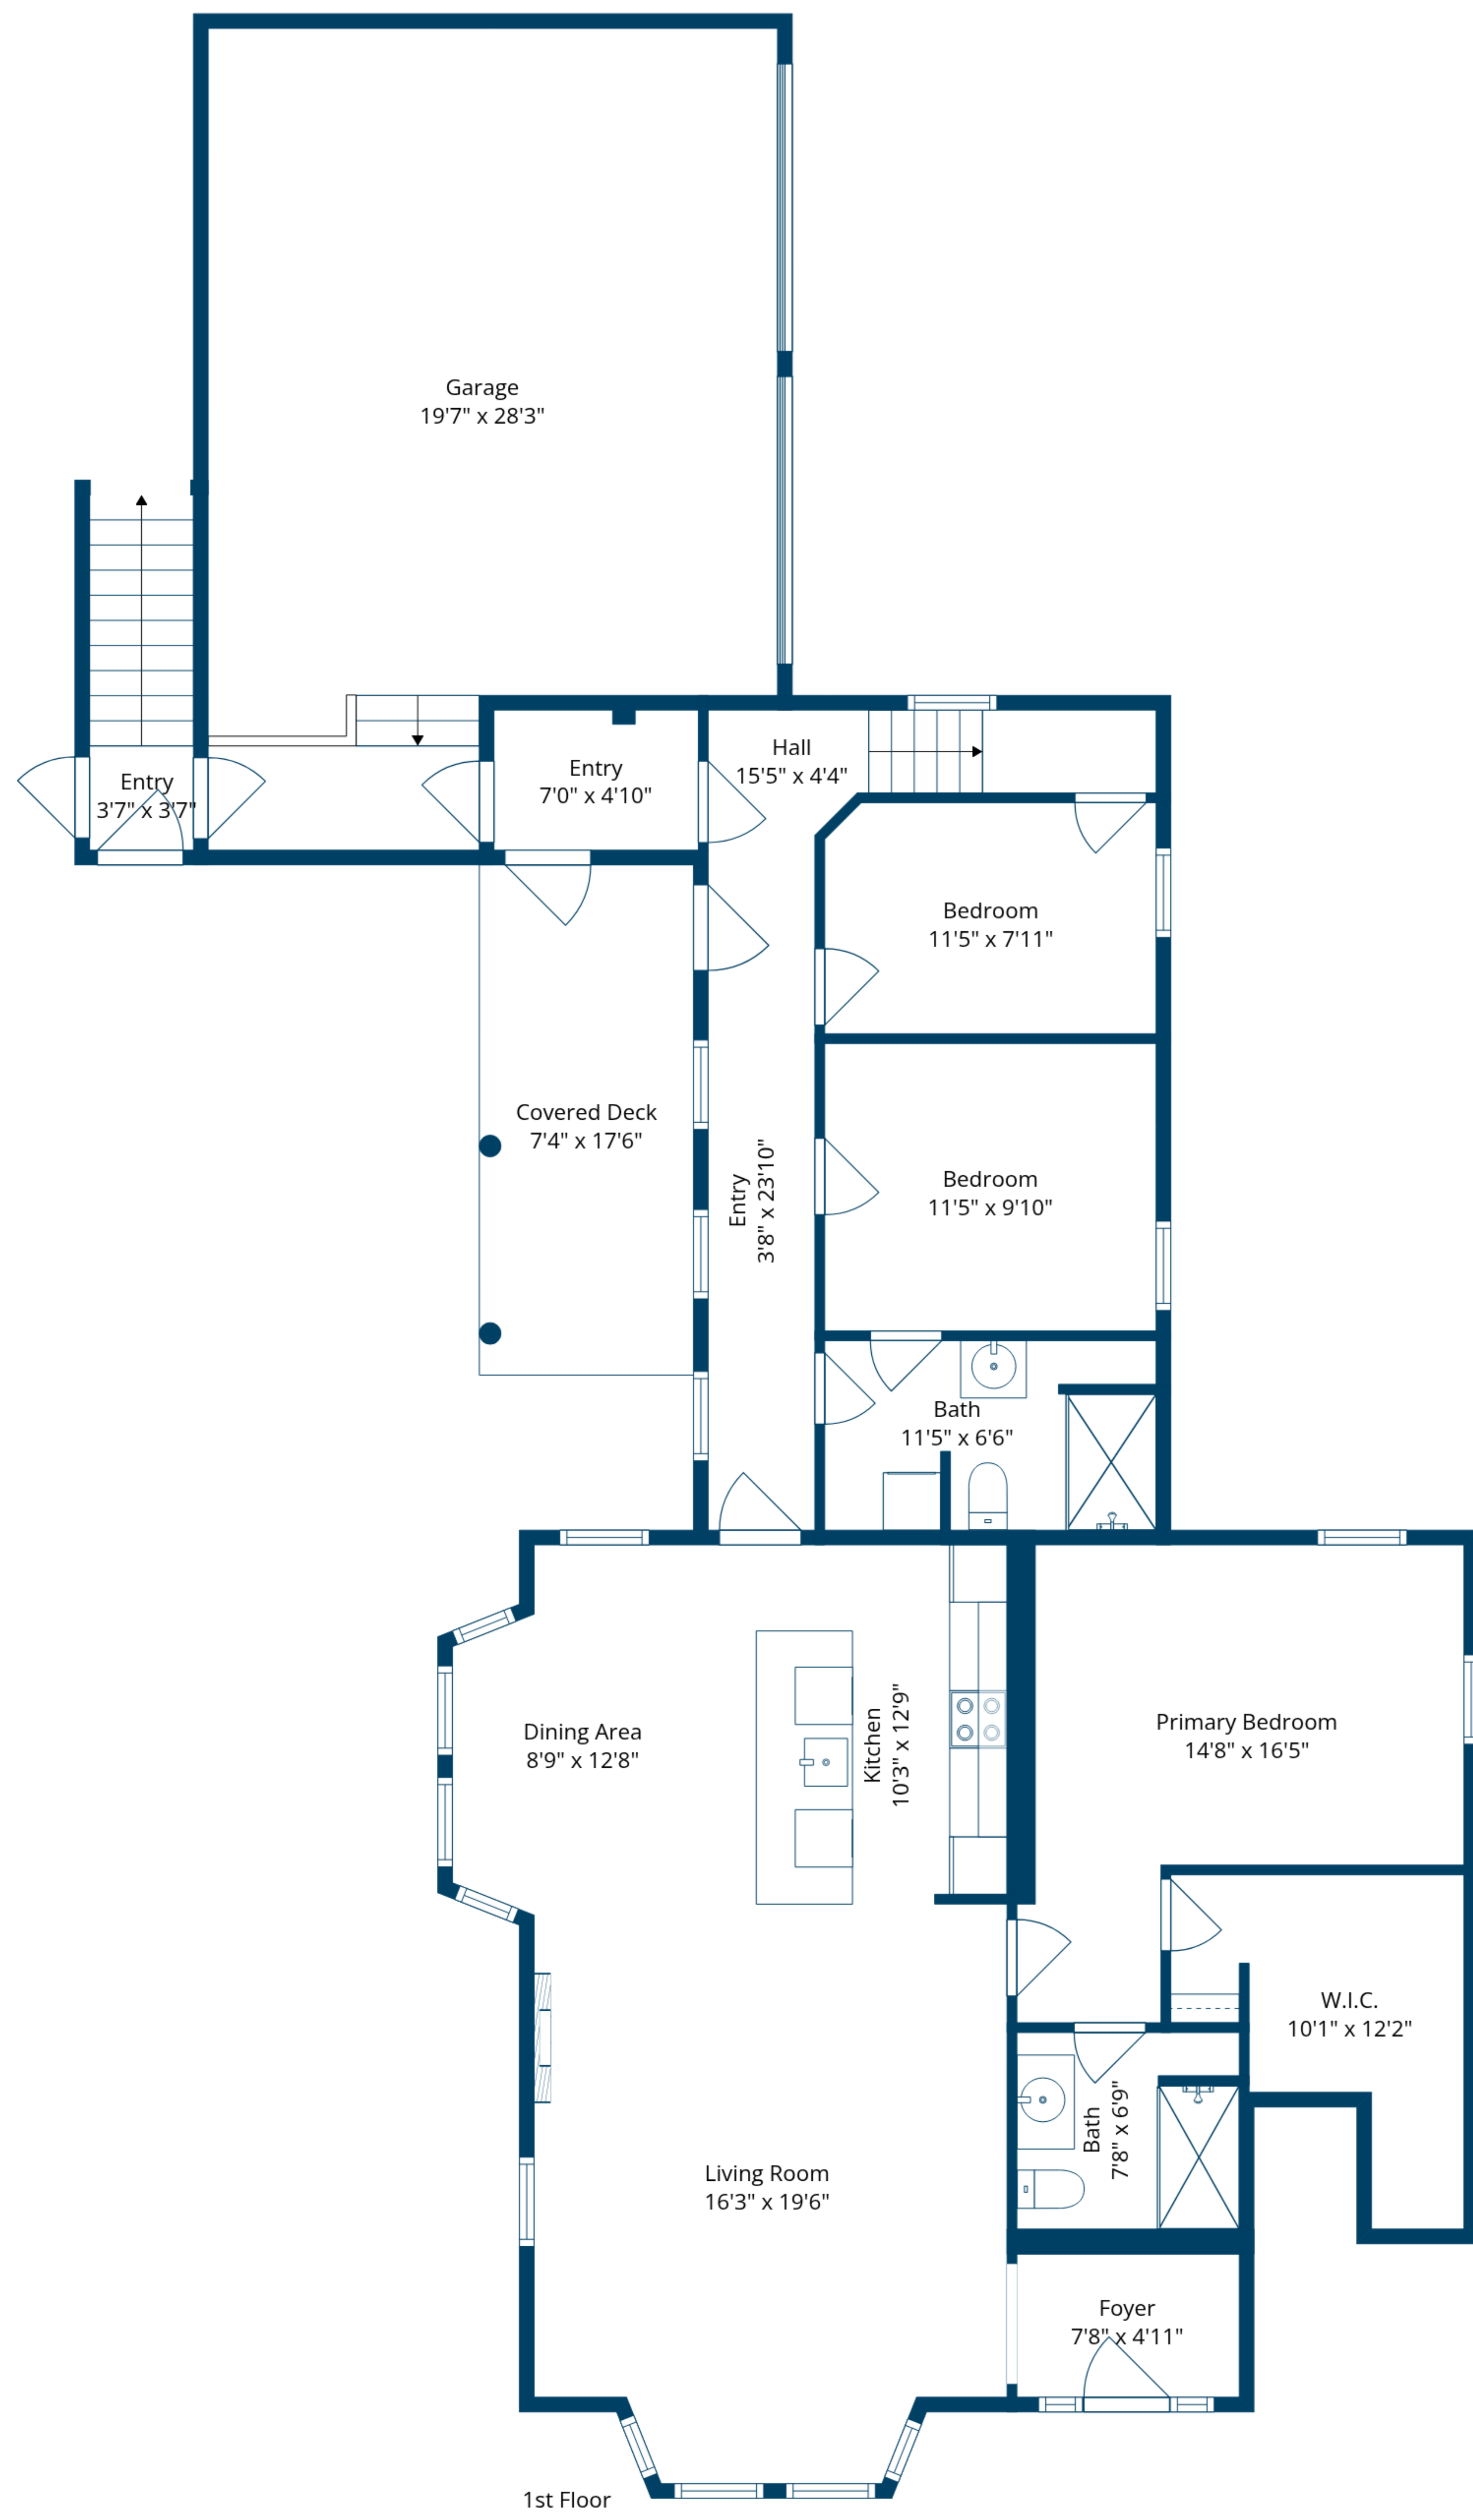 Garage
19'7" x 28'3"
Entry
3'7" x 3'7"
Entry
7'0" x 4'10"
Hall
15'5" x 4'4"
Bedroom
11'5" x 7'11"
Covered Deck
7'4" x 17'6"
Entry
3'8" x 23'10"
Bedroom
11'5" x 9'10"
Bath
11'5" x 6'6"
Dining Area
8'9" x 12'8"
Kitchen
10'3" x 12'9"
Primary Bedroom
14'8" x 16'5"
W.I.C.
10'1" x 12'2"
Bath
7'8" x 6'9"
Living Room
16'3" x 19'6"
Foyer
7'8" x 4'11"
1st Floor